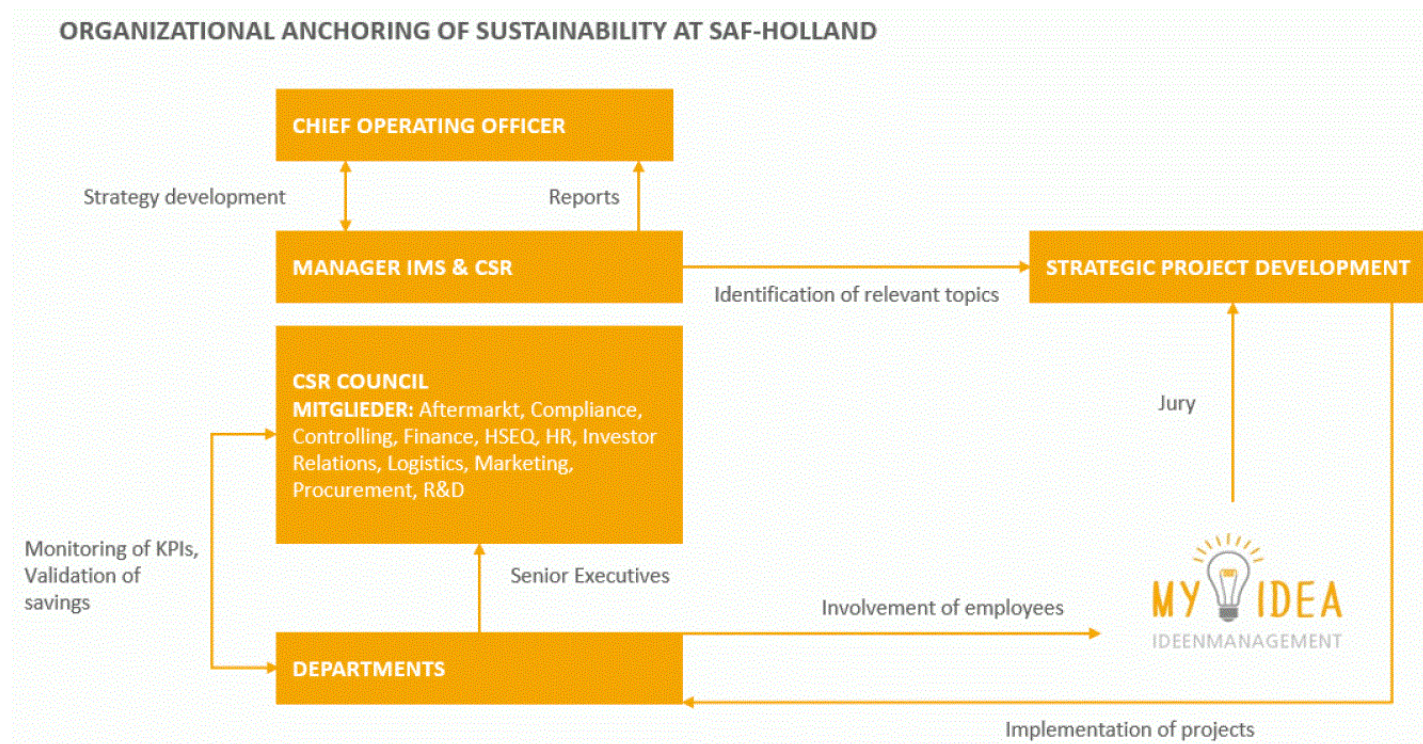 ORGANIZATIONAL ANCHORING OF SUSTAINABILITY AT SAF-HOLLAND
CHIEF OPERATING OFFICER
Strategy development
Reports
MANAGER IMS & CSR
STRATEGIC PROJECT DEVELOPMENT
Identification of relevant topics
CSR COUNCIL
MITGLIEDER: Aftermarkt, Compliance,
Controlling, Finance, HSEQ, HR, Investor
Relations, Logistics, Marketing,
Procurement, R&D
Jury
Monitoring of KPIs,
Validation of
savings
Senior Executives
Involvement of employees
MY IDEA
IDEENMANAGEMENT
DEPARTMENTS
Implementation of projects